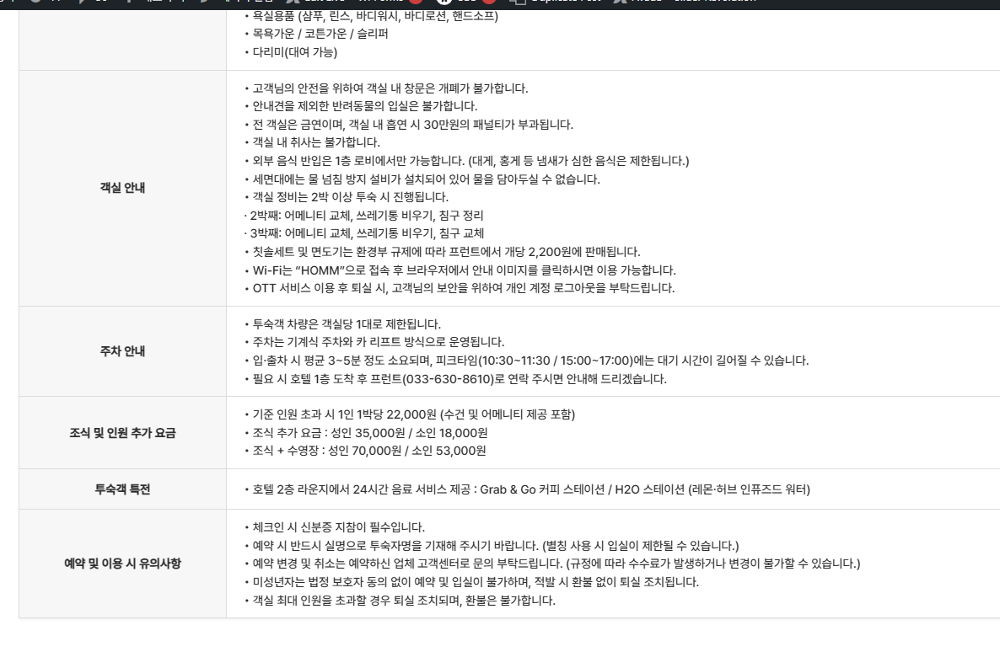 • 욕실용품 (샴푸, 린스, 바디워시, 바디로션, 핸드소프)
• 목욕가운 / 코튼가운 / 슬리퍼
• 다리미(대여 가능)
객실 안내
• 고객님의 안전을 위하여 객실 내 창문은 개폐가 불가합니다.
• 안내견을 제외한 반려동물의 입실은 불가합니다.
• 전 객실은 금연이며, 객실 내 흡연 시 30만원의 패널티가 부과됩니다.
• 객실 내 취사는 불가합니다.
• 외부 음식 반입은 1층 로비에서만 가능합니다. (대게, 홍게 등 냄새가 심한 음식은 제한됩니다.)
• 세면대에는 물 넘침 방지 설비가 설치되어 있어 물을 담아두실 수 없습니다.
• 객실 정비는 2박 이상 투숙 시 진행됩니다.
· 2박째: 어메니티 교체, 쓰레기통 비우기, 침구 정리
· 3박째: 어메니티 교체, 쓰레기통 비우기, 침구 교체
• 칫솔세트 및 면도기는 환경부 규제에 따라 프런트에서 개당 2,200원에 판매됩니다.
• Wi-Fi는 “HOMM”으로 접속 후 브라우저에서 안내 이미지를 클릭하시면 이용 가능합니다.
• OTT 서비스 이용 후 퇴실 시, 고객님의 보안을 위하여 개인 계정 로그아웃을 부탁드립니다.
주차 안내
• 투숙객 차량은 객실당 1대로 제한됩니다.
• 주차는 기계식 주차와 카 리프트 방식으로 운영됩니다.
• 입·출차 시 평균 3~5분 정도 소요되며, 피크타임(10:30~11:30 / 15:00~17:00)에는 대기 시간이 길어질 수 있습니다.
• 필요 시 호텔 1층 도착 후 프런트(033-630-8610)로 연락 주시면 안내해 드리겠습니다.
조식 및 인원 추가 요금
• 기준 인원 초과 시 1인 1박당 22,000원 (수건 및 어메니티 제공 포함)
• 조식 추가 요금 : 성인 35,000원 / 소인 18,000원
• 조식 + 수영장 : 성인 70,000원 / 소인 53,000원
투숙객 특전
• 호텔 2층 라운지에서 24시간 음료 서비스 제공 : Grab & Go 커피 스테이션 / H2O 스테이션 (레몬·허브 인퓨즈드 워터)
예약 및 이용 시 유의사항
• 체크인 시 신분증 지참이 필수입니다.
• 예약 시 반드시 실명으로 투숙자명을 기재해 주시기 바랍니다. (별칭 사용 시 입실이 제한될 수 있습니다.)
• 예약 변경 및 취소는 예약하신 업체 고객센터로 문의 부탁드립니다. (규정에 따라 수수료가 발생하거나 변경이 불가할 수 있습니다.)
• 미성년자는 법정 보호자 동의 없이 예약 및 입실이 불가하며, 적발 시 환불 없이 퇴실 조치됩니다.
• 객실 최대 인원을 초과할 경우 퇴실 조치되며, 환불은 불가합니다.